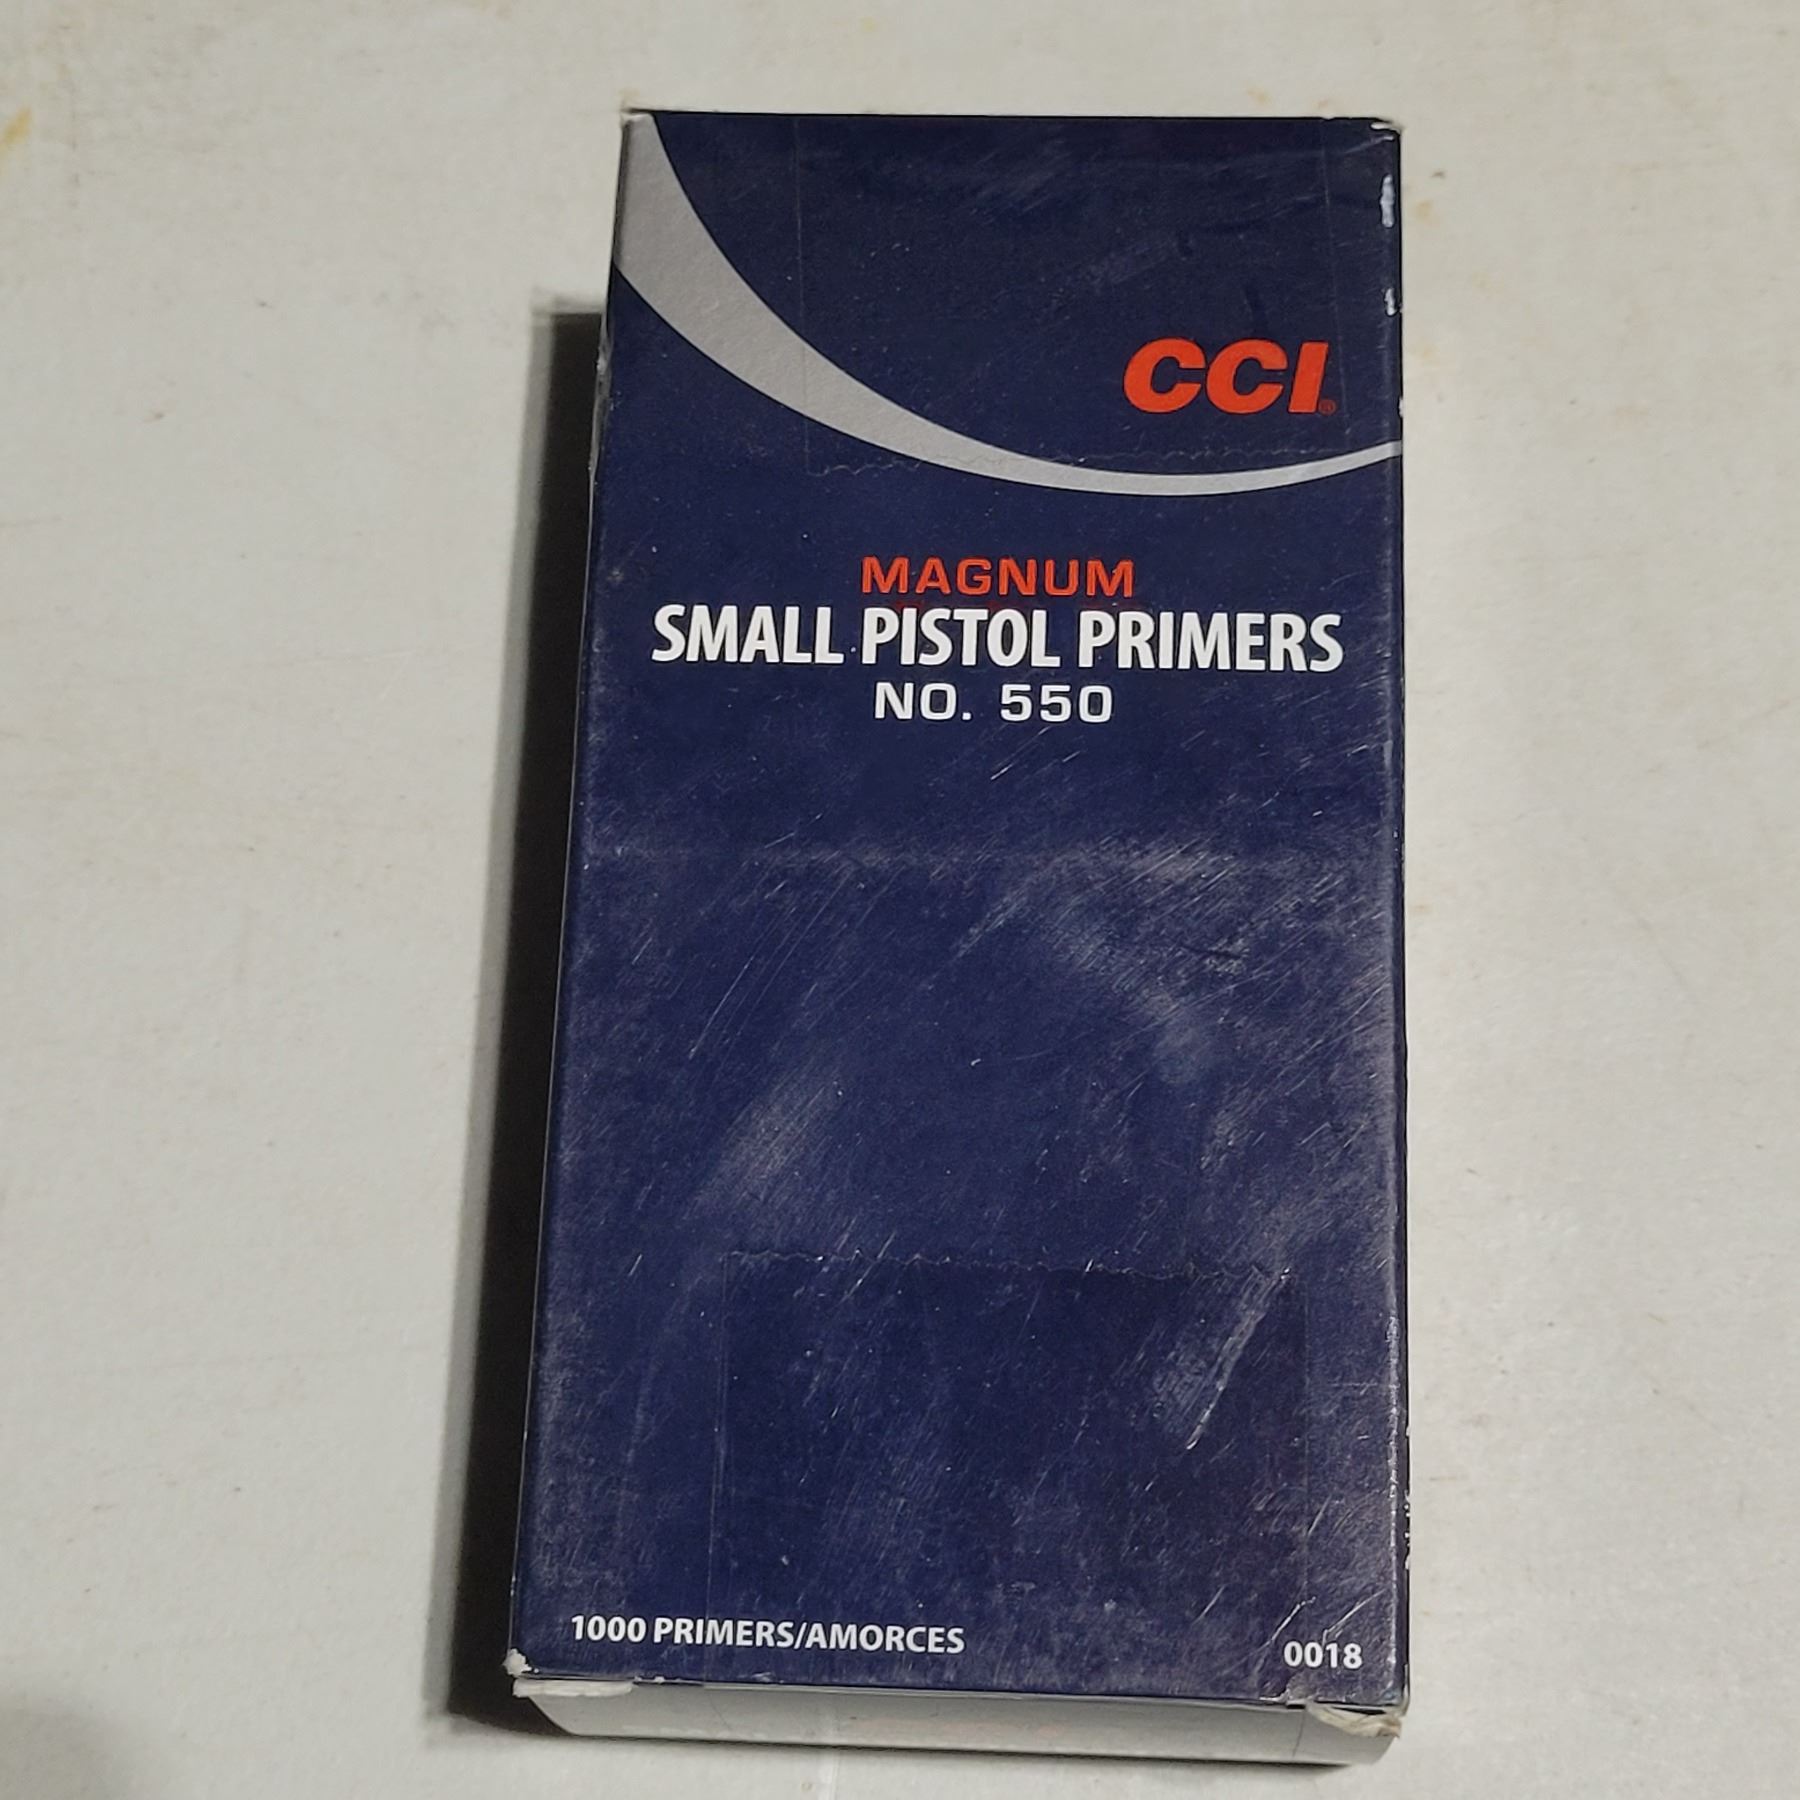 CCI®
MAGNUM
SMALL PISTOL PRIMERS
NO. 550
1000 PRIMERS/AMORCES
0018